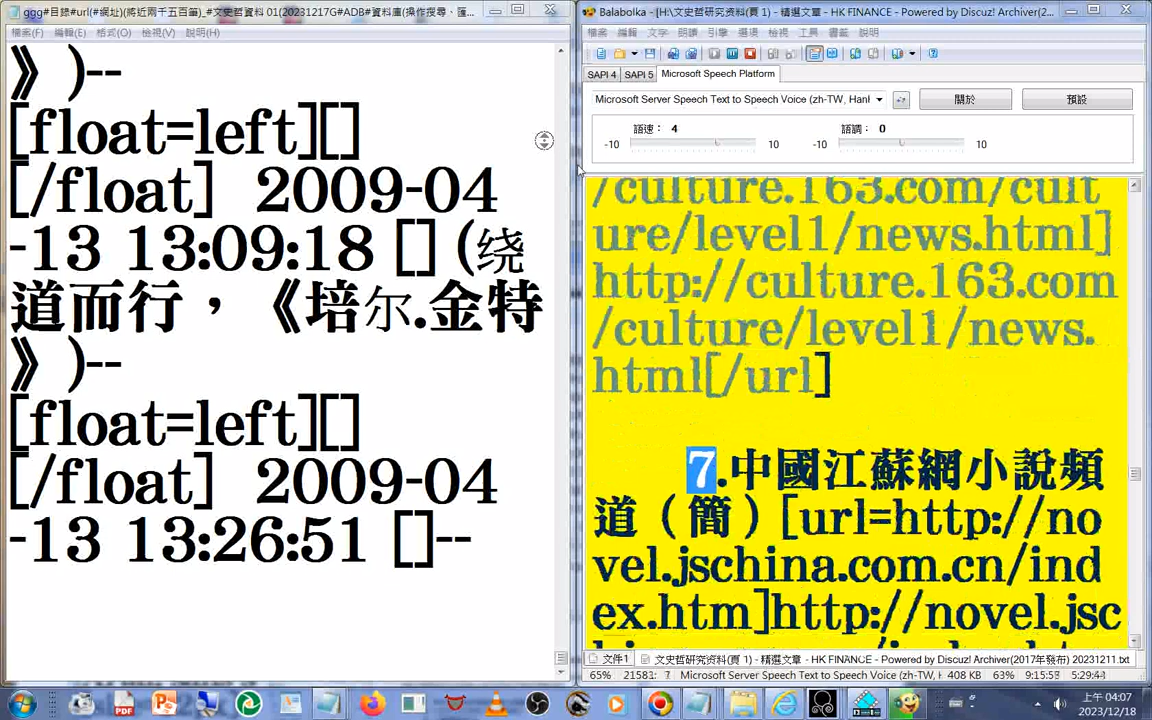 ggg#目錄#url(#網址)(將近兩千五百筆)_#文史哲資料 01(20231217G#ADB#資料庫(操作搜尋、匯...
檔案(F) 編輯(E) 格式(O) 檢視(V) 說明(H)
》 )--
[float=left][]
[/float] 2009-04
-13 13:09:18 [] (绕
道而行，《培尔.金特
》 )--
[float=left][]
[/float] 2009-04
-13 13:26:51 []--
Balabolka - [H:\文史哲研究资料(頁 1) - 精選文章 - HK FINANCE - Powered by Discuz! Archiver(2...
檔案 編輯 文字 朗讀 引擎 選項 檢視 工具 書籤 說明
SAPI 4 SAPI 5 Microsoft Speech Platform
Microsoft Server Speech Text to Speech Voice (zh-TW, Hanl
關於 預設
語速： 4 語調： 0
-10 10 -10 10
/culture.163.com/cult
ure/level1/news.html]
http://culture.163.com
/culture/level1/news.
html[/url]
7.中國江蘇網小說頻
道（簡）[url=http://no
vel.jschina.com.cn/ind
ex.htm]http://novel.jsc
文件1 文史哲研究资料(頁 1) - 精選文章 - HK FINANCE - Powered by Discuz! Archiver(2017年發布) 20231211.txt
65% 21581: 7 Microsoft Server Speech Text to Speech Voice (zh-TW, H 408 KB 63% 9:15:53 5:29:44
上午 04:07
2023/12/18